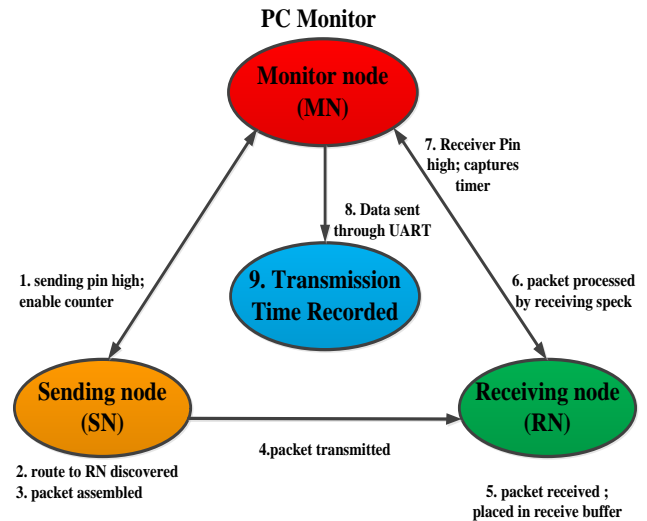 PC Monitor
Monitor node
(MN)
7. Receiver Pin
high; captures
timer
8. Data sent
through UART
1. sending pin high;
enable counter
9. Transmission
Time Recorded
6. packet processed
by receiving speck
Sending node
(SN)
Receiving node
(RN)
4.packet transmitted
2. route to RN discovered
3. packet assembled
5. packet received ;
placed in receive buffer